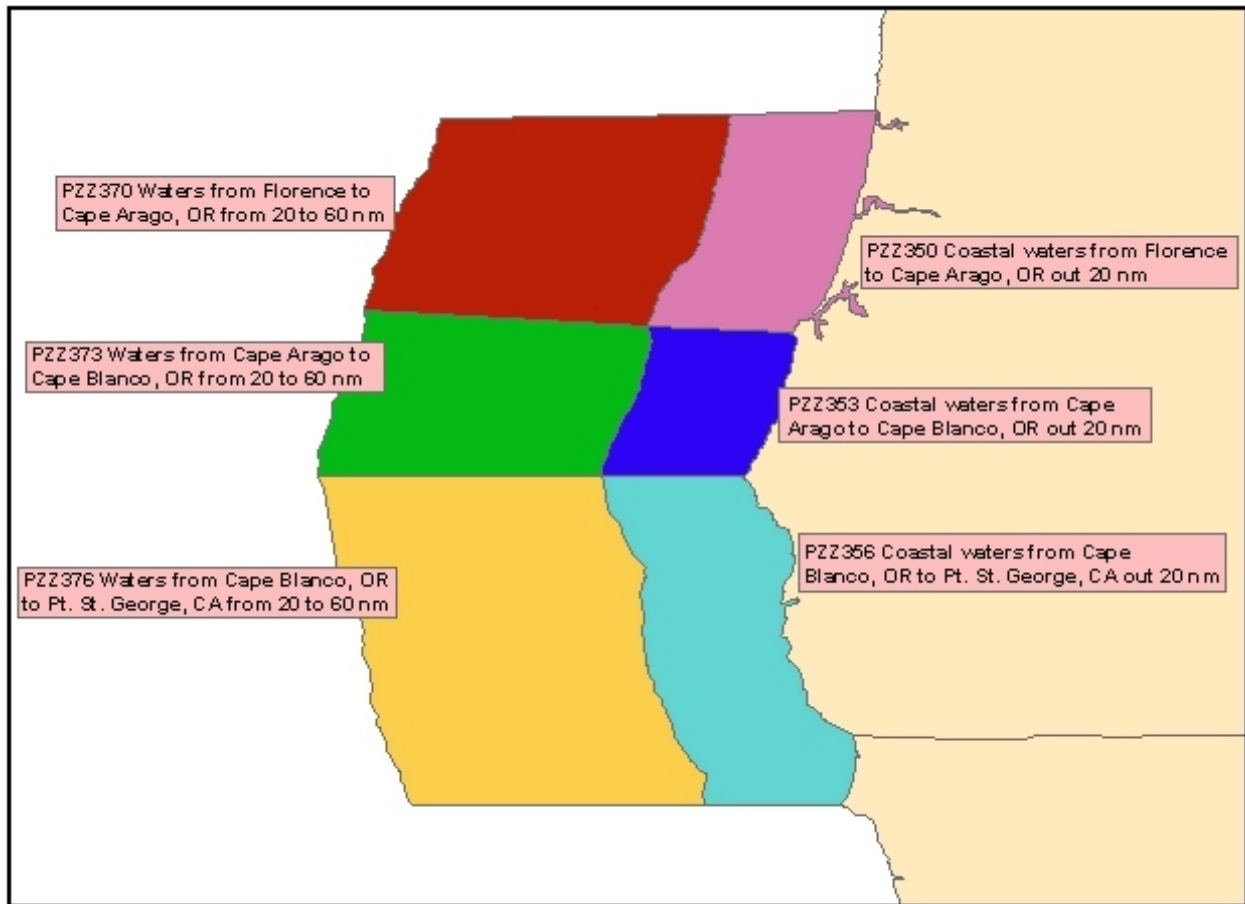 PZZ370 Waters from Florence to
Cape Arago, OR from 20 to 60 nm
PZZ350 Coastal waters from Florence
to Cape Arago, OR out 20 nm
PZZ373 Waters from Cape Arago to
Cape Blanco, OR from 20 to 60 nm
PZZ353 Coastal waters from Cape
Arago to Cape Blanco, OR out 20 nm
PZZ376 Waters from Cape Blanco, OR
to Pt. St. George, CA from 20 to 60 nm
PZZ356 Coastal waters from Cape
Blanco, OR to Pt. St. George, CA out 20 nm